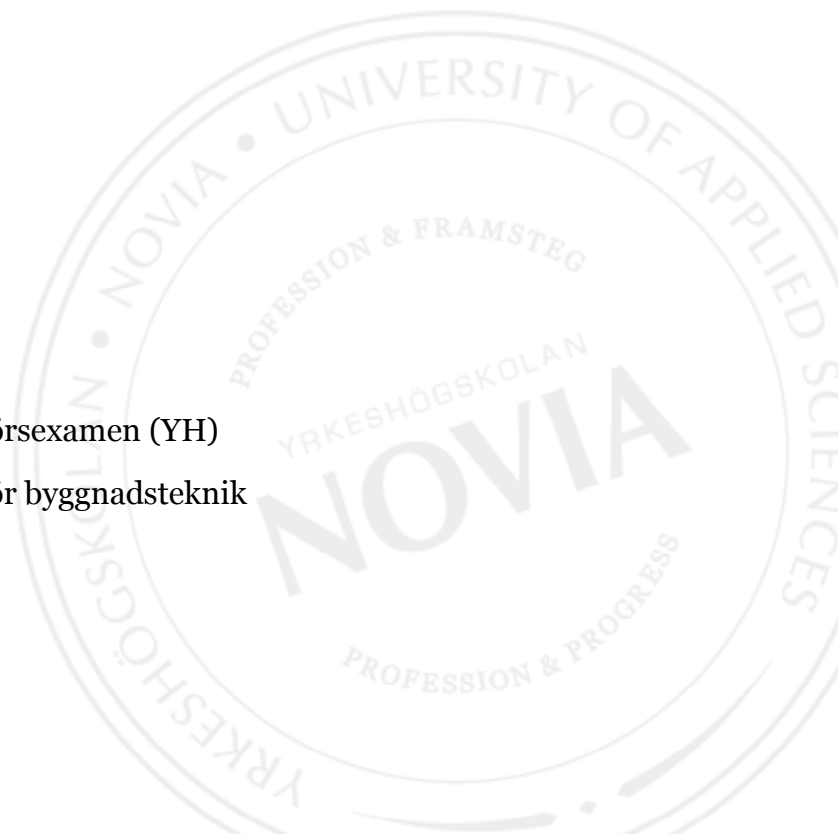 YRKESHÖGSKOLAN • NOVIA • UNIVERSITY OF APPLIED SCIENCES
PROFESSION & FRAMSTEG
YRKESHÖGSKOLAN
NOVIA
PROFESSION & PROGRESS
örsexamen (YH)
ör byggnadsteknik